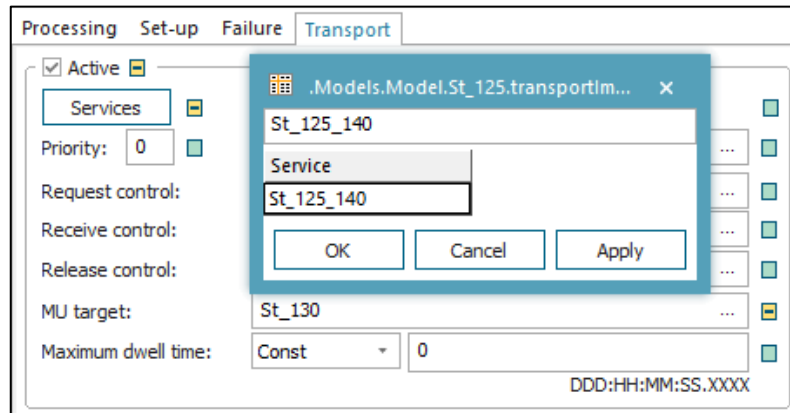 Processing Set-up Failure Transport
Active
.Models.Model.St_125.transportIm...
Services
St_125_140
Priority: 0
...
Service
Request control:
St_125_140
...
Receive control:
...
OK Cancel Apply
Release control:
...
MU target: St_130 ...
Maximum dwell time: Const 0
DDD:HH:MM:SS.XXXX